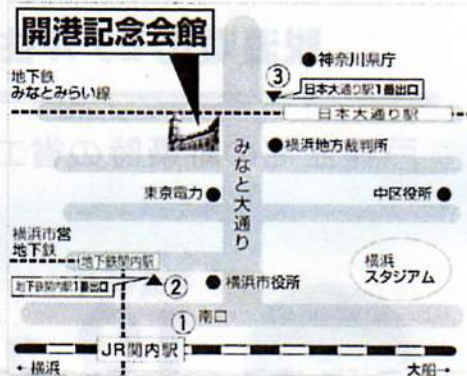 開港記念会館
●神奈川県庁
③
地下鉄
みなとみらい線
日本大通り駅1番出口
日本大通り駅
●横浜地方裁判所
みなと大通り
東京電力●
中区役所●
横浜市営
地下鉄
地下鉄関内駅
地下鉄関内駅1番出口
②
●横浜市役所
横浜
スタジアム
①南口
JR関内駅
←横浜
大船→